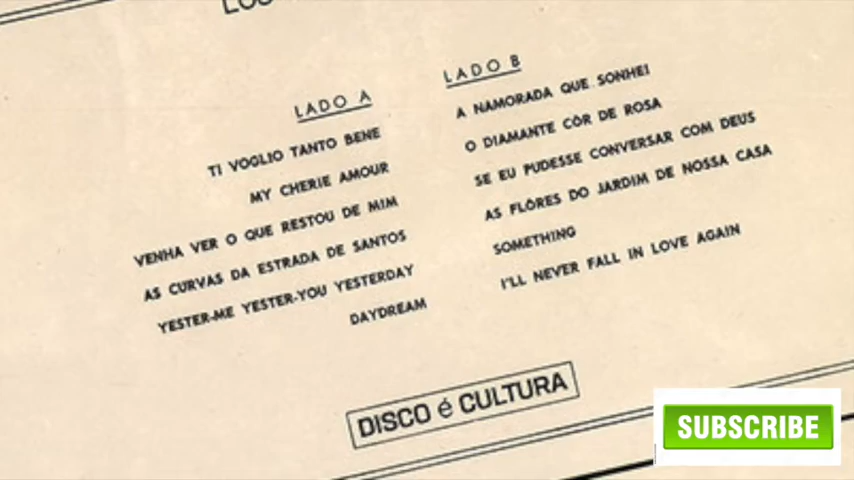 LADO A
TI VOGLIO TANTO BENE
MY CHERIE AMOUR
VENHA VER O QUE RESTOU DE MIM
AS CURVAS DA ESTRADA DE SANTOS
YESTER-ME YESTER-YOU YESTERDAY
DAYDREAM
LADO B
A NAMORADA QUE SONHEI
O DIAMANTE CÔR DE ROSA
SE EU PUDESSE CONVERSAR COM DEUS
AS FLÔRES DO JARDIM DE NOSSA CASA
SOMETHING
I'LL NEVER FALL IN LOVE AGAIN
DISCO é CULTURA
SUBSCRIBE